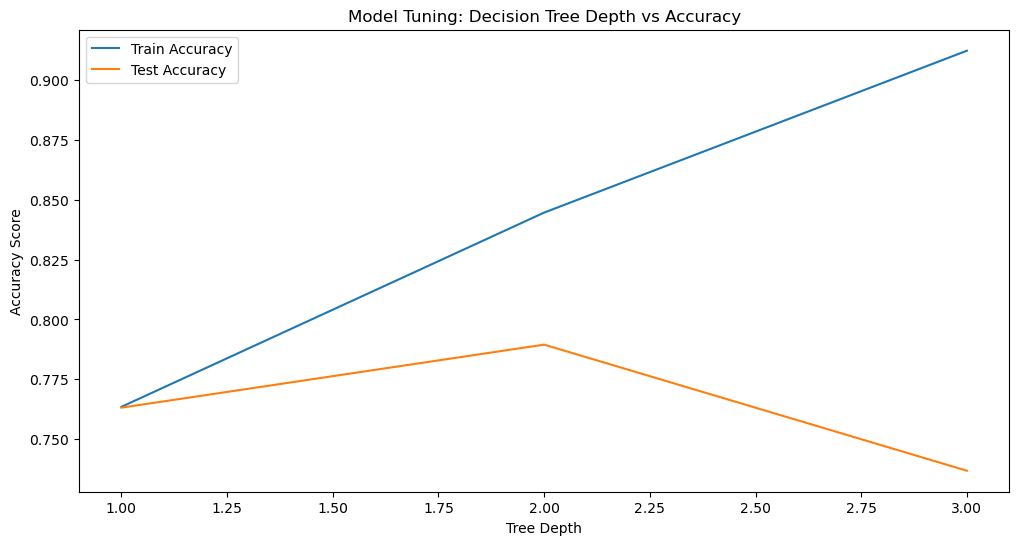 Model Tuning: Decision Tree Depth vs Accuracy
Train Accuracy
Test Accuracy
Accuracy Score
0.900
0.875
0.850
0.825
0.800
0.775
0.750
1.00 1.25 1.50 1.75 2.00 2.25 2.50 2.75 3.00
Tree Depth